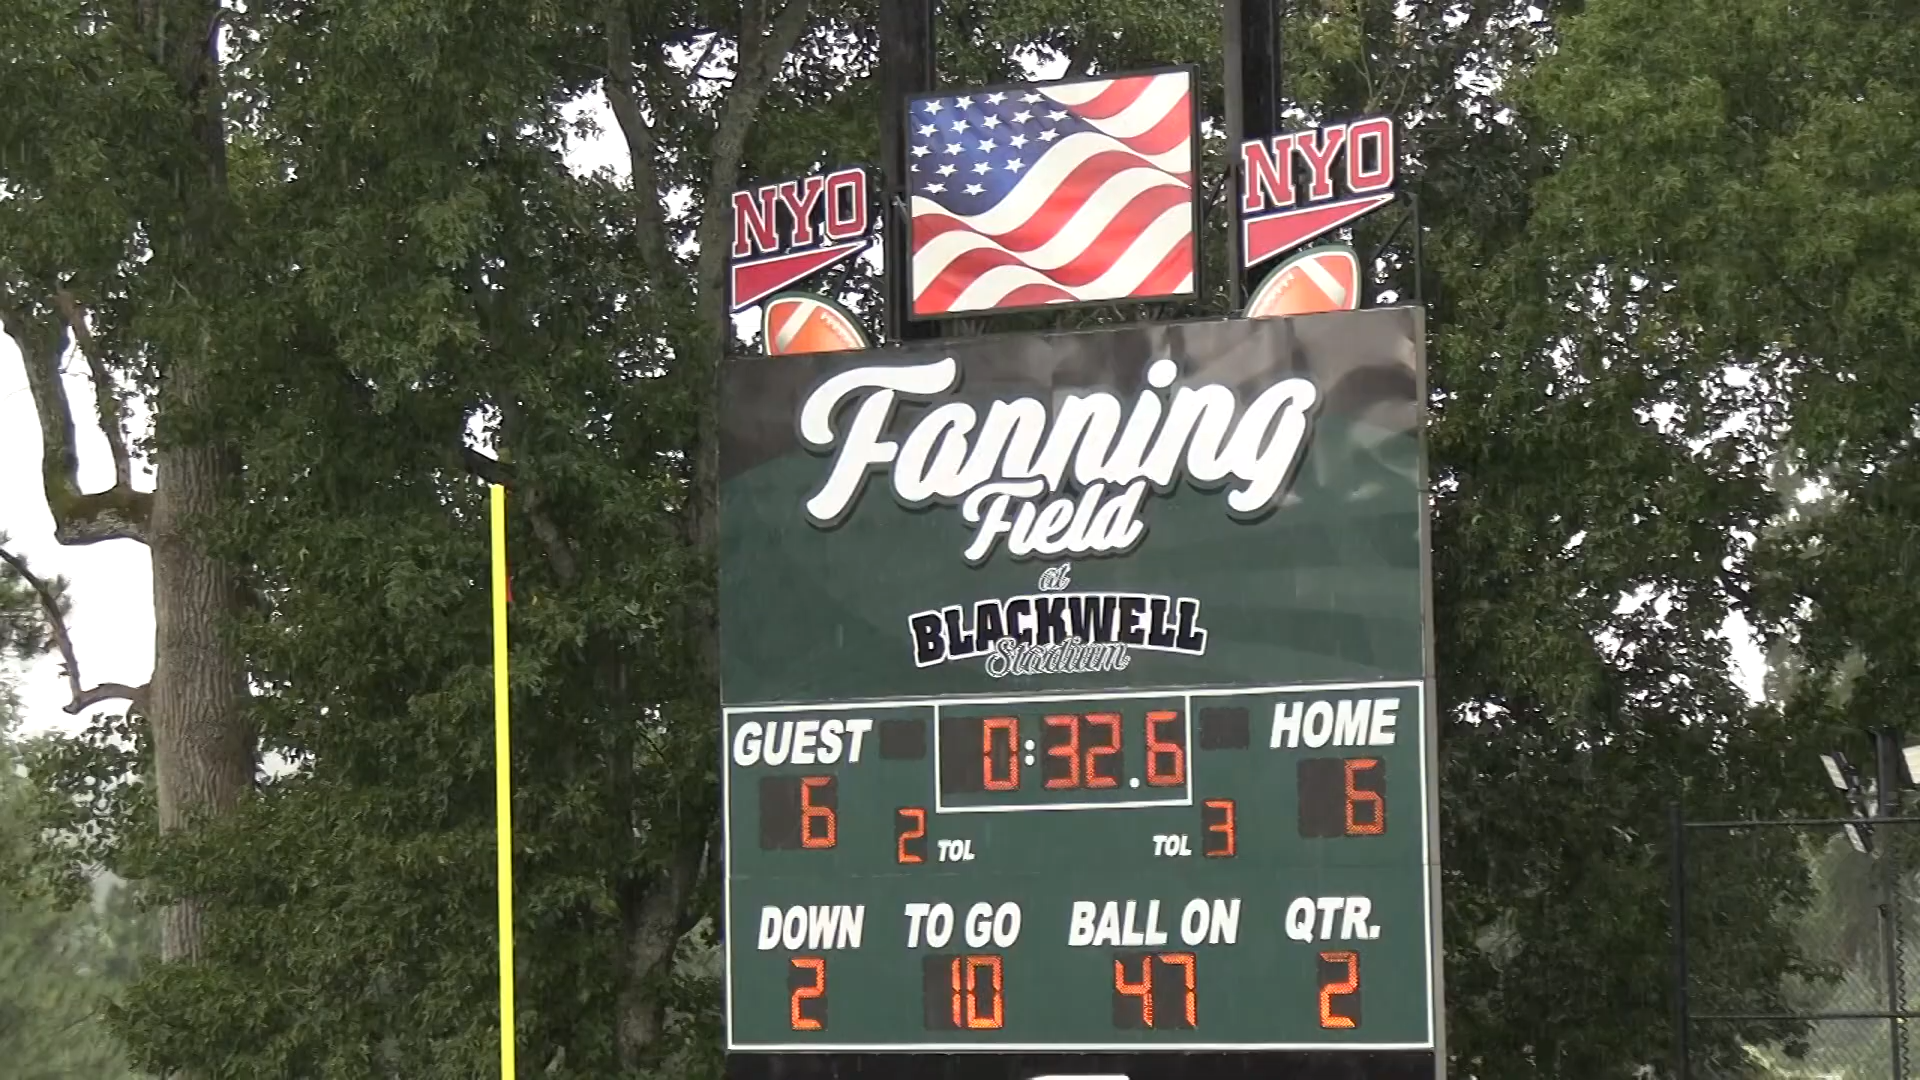 NYO
NYO
Fanning
Field
at
BLACKWELL
Stadium
GUEST 0:32.6 HOME
6 2 TOL TOL 3 6
DOWN TO GO BALL ON QTR.
2 10 47 2